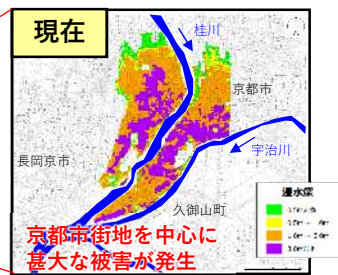 現在
桂川
京都市
宇治川
長岡京市
久御山町
浸水深
京都市街地を中心に
甚大な被害が発生